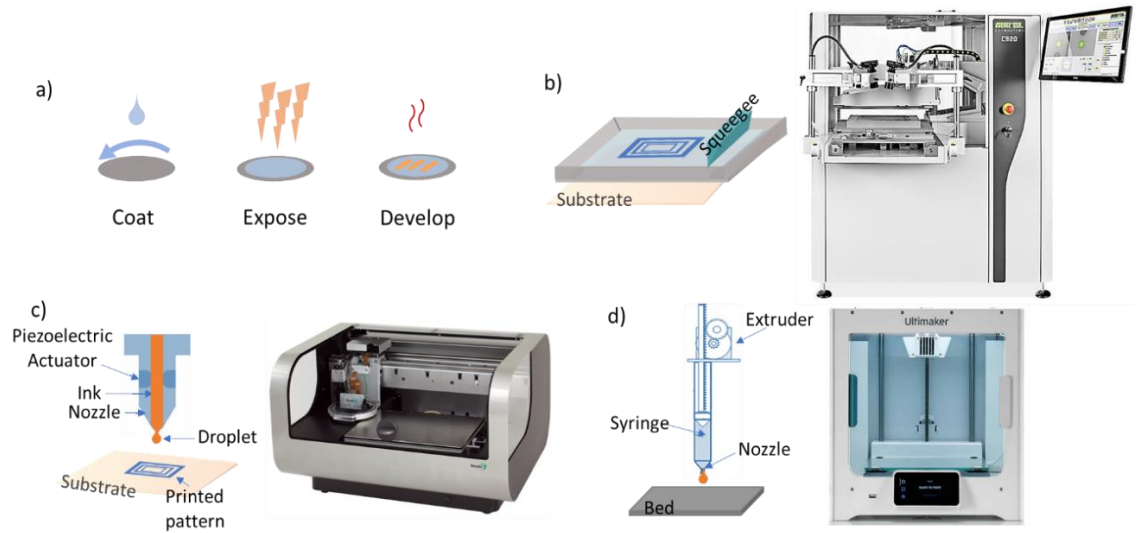 a)
Coat
Expose
Develop
b)
Squeegee
Substrate
C920
c)
Piezoelectric
Actuator
Ink
Nozzle
Droplet
Substrate
Printed
pattern
d)
Extruder
Syringe
Nozzle
Bed
Ultimaker